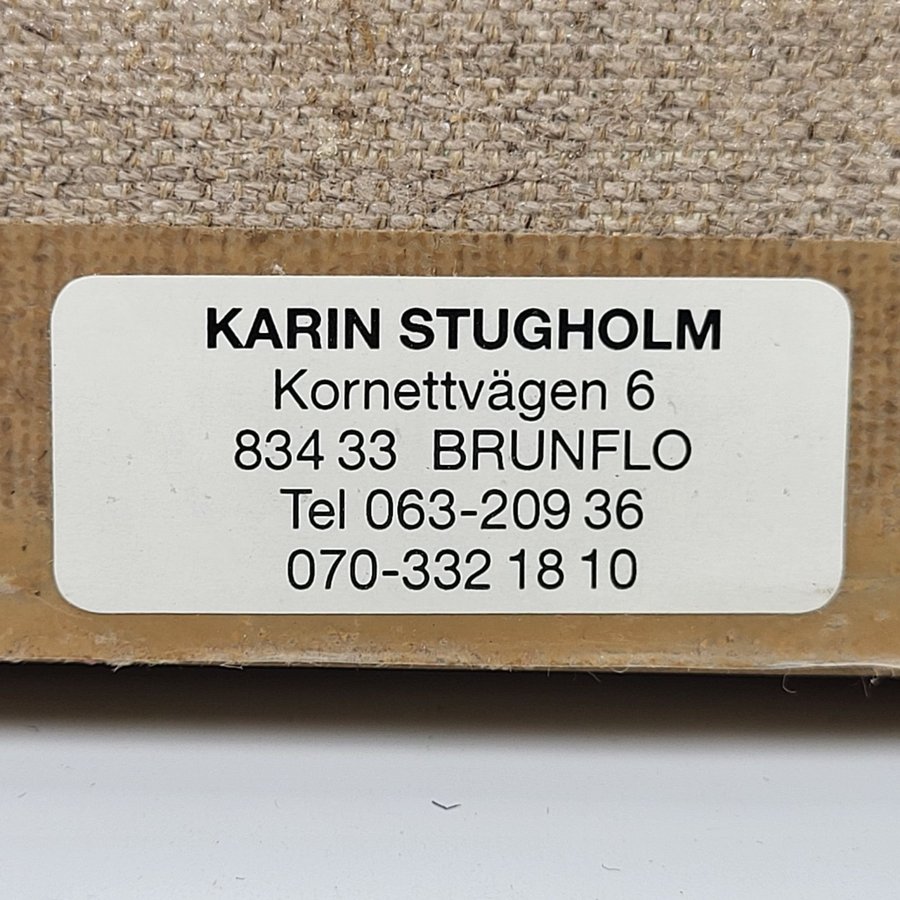 KARIN STUGHOLM
Kornettvägen 6
834 33 BRUNFLO
Tel 063-209 36
070-332 18 10